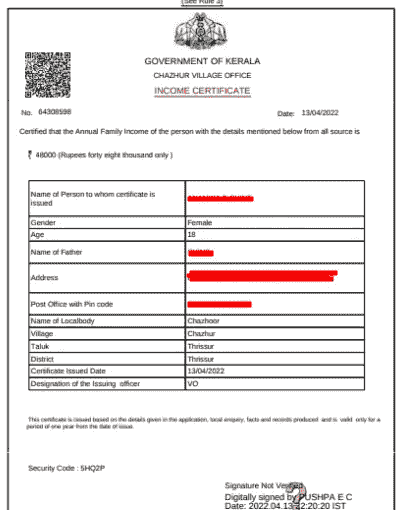 (See Rule 3)
GOVERNMENT OF KERALA
CHAZHUR VILLAGE OFFICE
INCOME CERTIFICATE
No. 64308598 Date: 13/04/2022
Certified that the Annual Family Income of the person with the details mentioned below from all source is
₹ 48000 (Rupees forty eight thousand only )
Name of Person to whom certificate is
issued
Gender Female
Age 18
Name of Father
Address
Post Office with Pin code
Name of Localbody Chazhoor
Village Chazhur
Taluk Thrissur
District Thrissur
Certificate Issued Date 13/04/2022
Designation of the Issuing officer VO
This certificate is issued based on the details given in the application, local enquiry, facts and records produced and is valid only for a
period of one year from the date of issue.
Security Code : 5HQ2P
Signature Not Verified
Digitally signed by PUSHPA E C
Date: 2022.04.13 22:20:20 IST